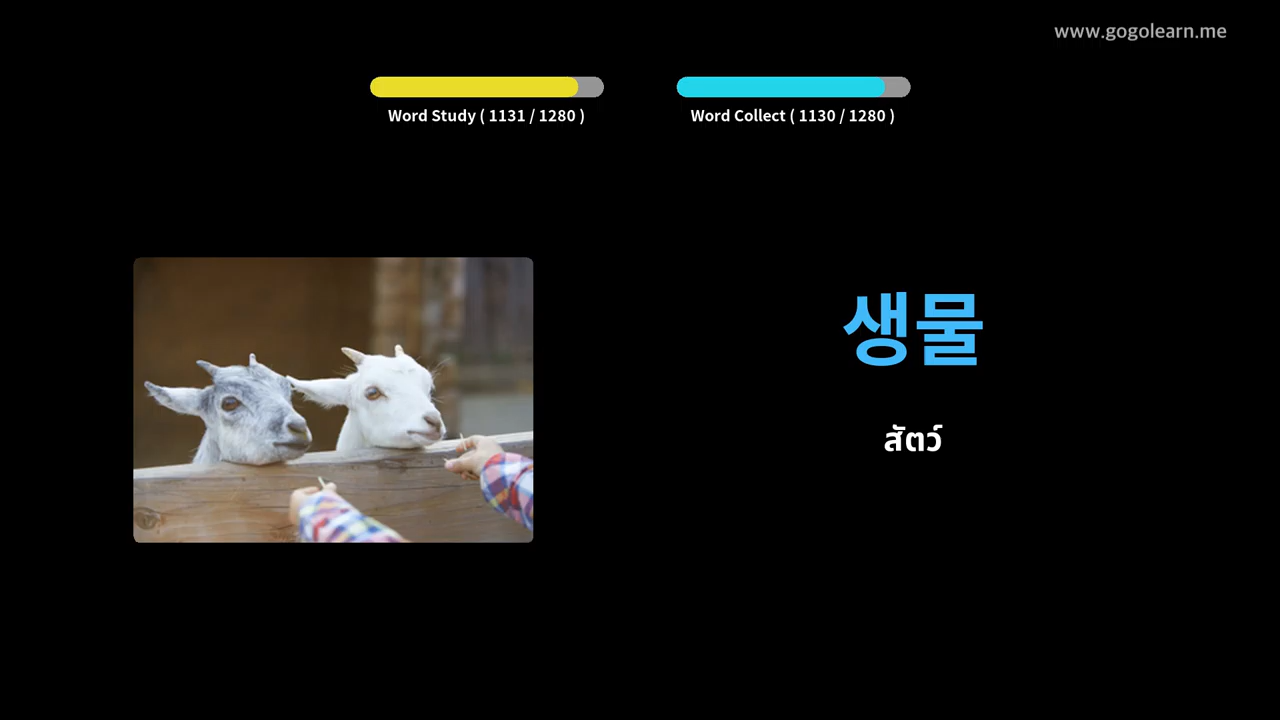 www.gogolearn.me
Word Study ( 1131 / 1280 )
Word Collect ( 1130 / 1280 )
생물
สัตว์